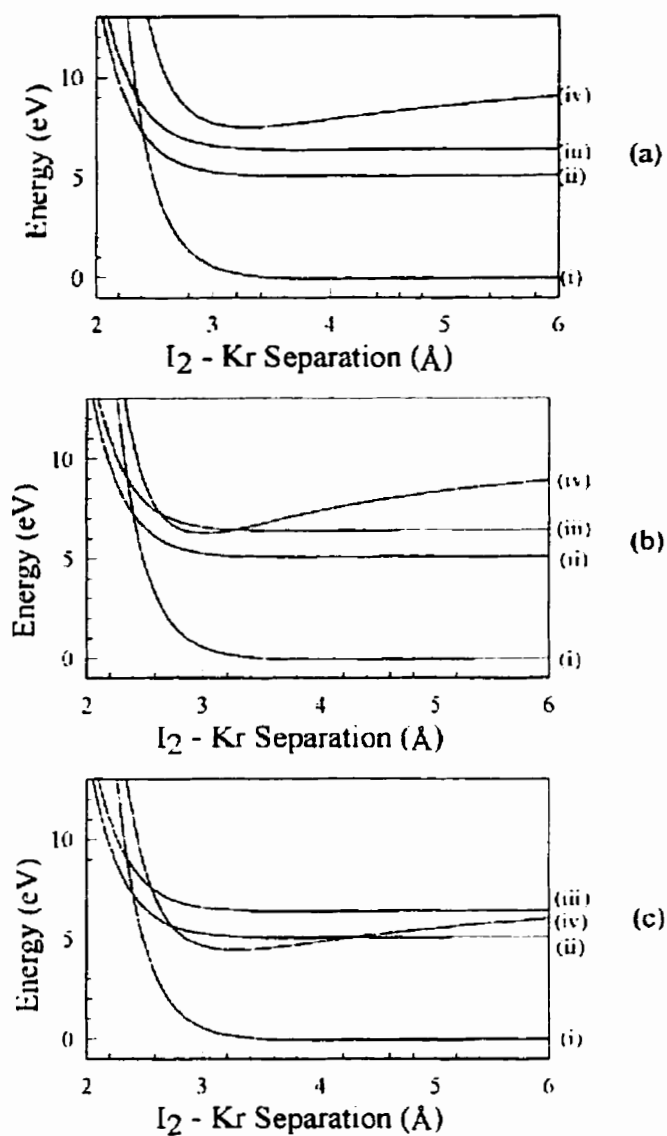 10
5
0
Energy (eV)
(iv)
(iii)
(ii)
(i)
(a)
2 3 4 5 6
I2 - Kr Separation (Å)
10
5
0
Energy (eV)
(iv)
(iii)
(ii)
(i)
(b)
2 3 4 5 6
I2 - Kr Separation (Å)
10
5
0
Energy (eV)
(iii)
(iv)
(ii)
(i)
(c)
2 3 4 5 6
I2 - Kr Separation (Å)